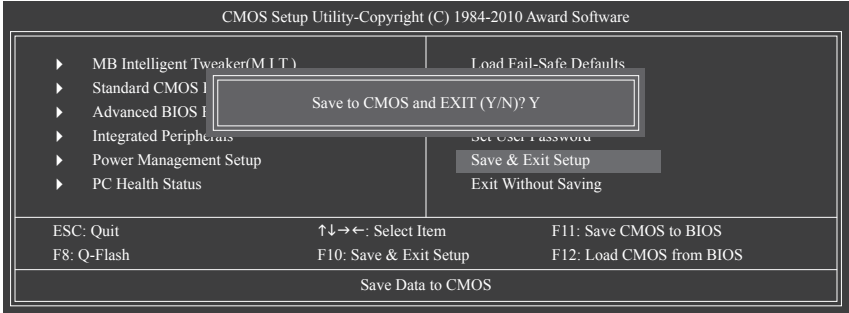 CMOS Setup Utility-Copyright (C) 1984-2010 Award Software
MB Intelligent Tweaker(M.I.T.)
Standard CMOS
Advanced BIOS
Integrated Peripherals
Power Management Setup
PC Health Status
Load Fail-Safe Defaults
Set User Password
Save & Exit Setup
Exit Without Saving
Save to CMOS and EXIT (Y/N)? Y
ESC: Quit ↑↓→←: Select Item F11: Save CMOS to BIOS
F8: Q-Flash F10: Save & Exit Setup F12: Load CMOS from BIOS
Save Data to CMOS